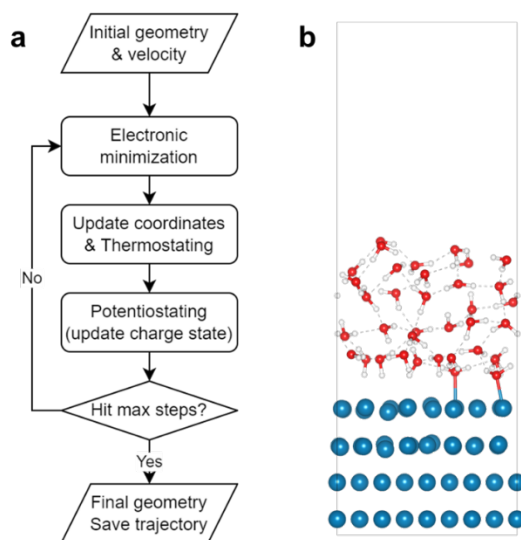 a
Initial geometry
& velocity
Electronic
minimization
Update coordinates
& Thermostating
No
Potentiostating
(update charge state)
Hit max steps?
Yes
Final geometry
Save trajectory
b